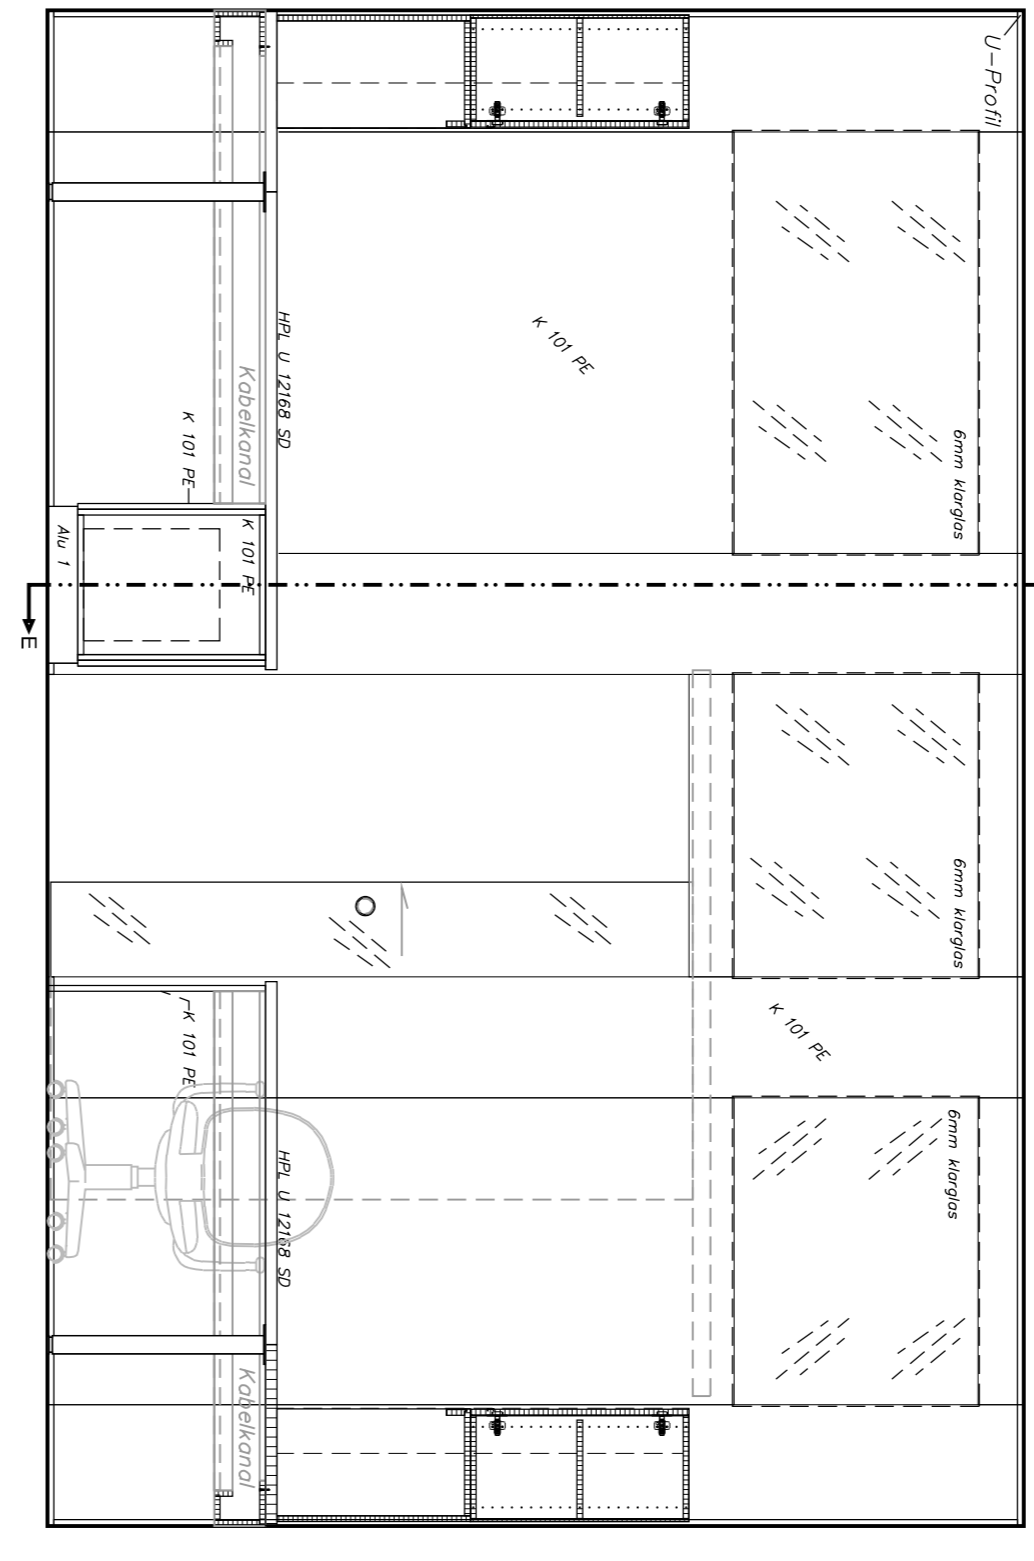 U-Profil
6mm klarglas
6mm klarglas
6mm klarglas
K 101 PE
K 101 PE
HPL U 12168 SD
HPL U 12168 SD
Kabelkanal
Kabelkanal
K 101 PE
K 101 PE
K 101 PE
Alu 1
E